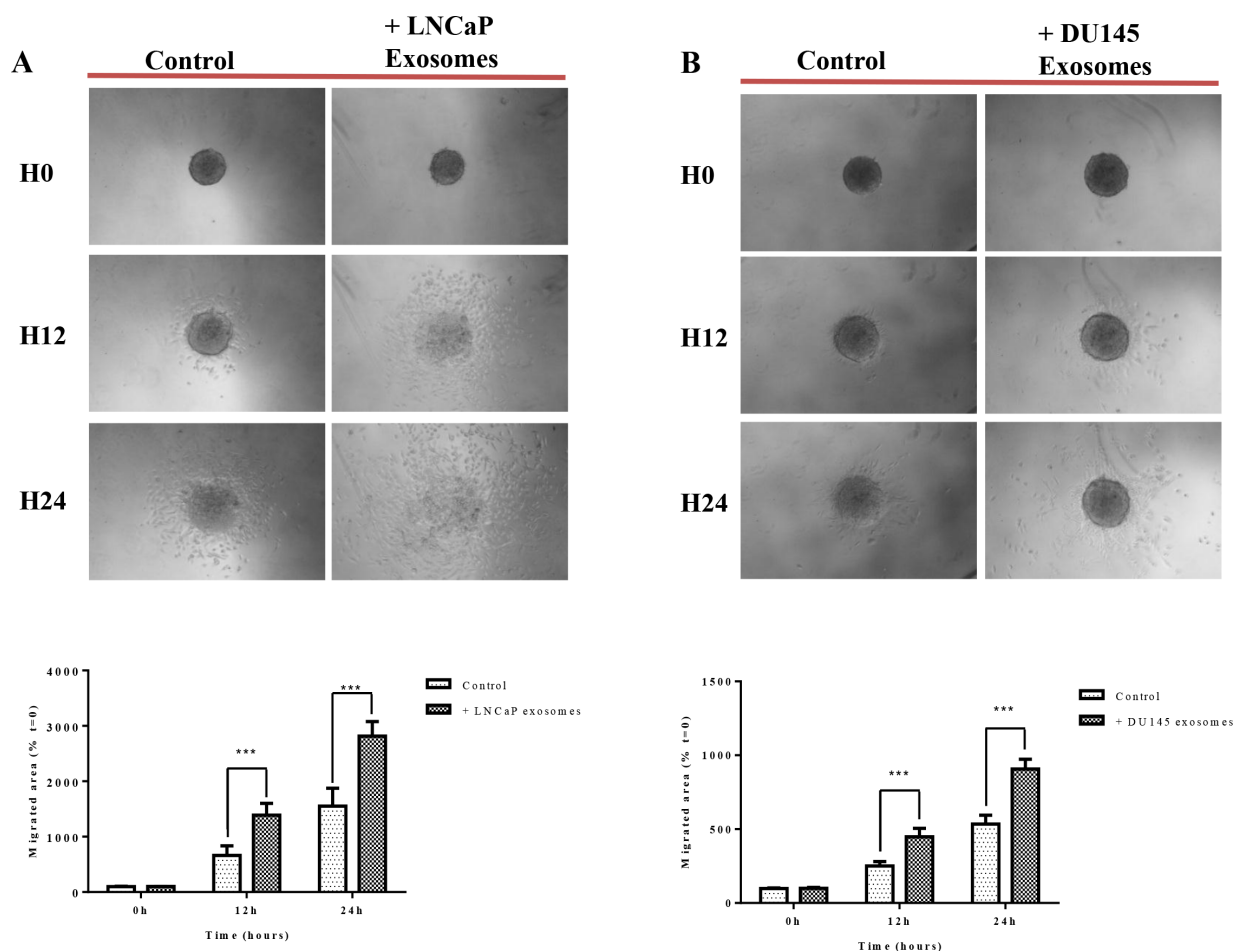 A
Control
+ LNCaP
Exosomes
H0
H12
H24
B
Control
+ DU145
Exosomes
H0
H12
H24
Migrated area (% t=0)
4000
3000
2000
1000
0
***
***
0h
12h
24h
Time (hours)
Control
+ LNCaP exosomes
Migrated area (% t=0)
1500
1000
500
0
***
***
0h
12h
24h
Time (hours)
Control
+ DU145 exosomes